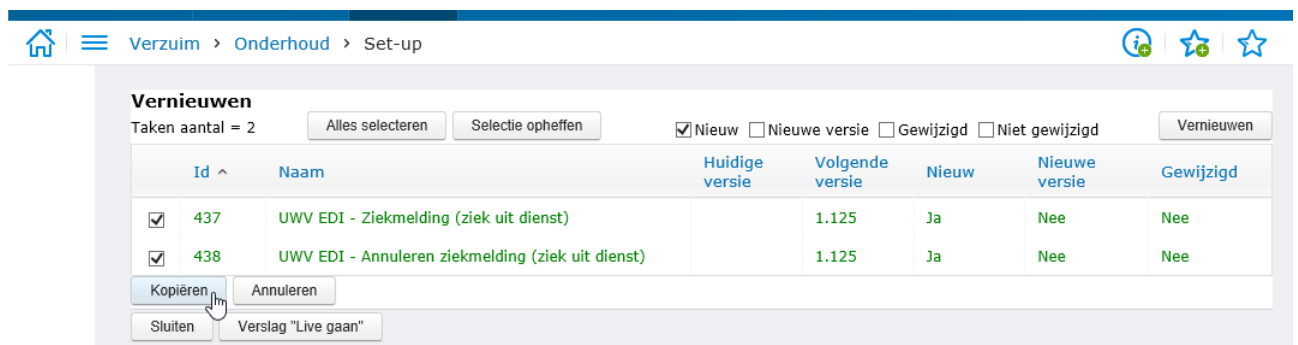 Verzuim > Onderhoud > Set-up
Vernieuwen
Taken aantal = 2 Alles selecteren Selectie opheffen Nieuw Nieuwe versie Gewijzigd Niet gewijzigd Vernieuwen
Id Naam Huidige versie Volgende versie Nieuw Nieuwe versie Gewijzigd
437 UWV EDI - Ziekmelding (ziek uit dienst) 1.125 Ja Nee Nee
438 UWV EDI - Annuleren ziekmelding (ziek uit dienst) 1.125 Ja Nee Nee
Kopiëren Annuleren
Sluiten Verslag "Live gaan"